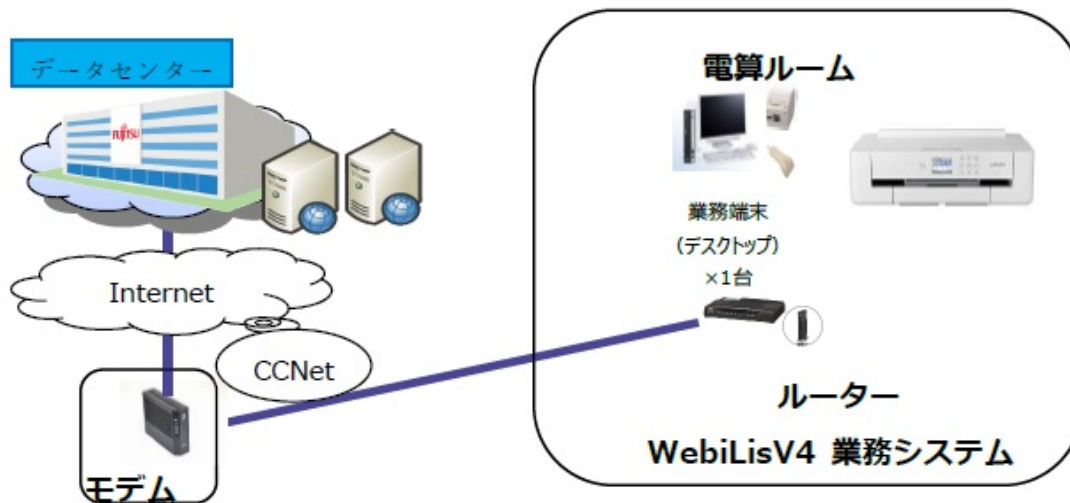 データセンター
FUJITSU
Internet
CCNet
モデム
電算ルーム
業務端末
(デスクトップ)
×1台
ルーター
WebiLisV4 業務システム